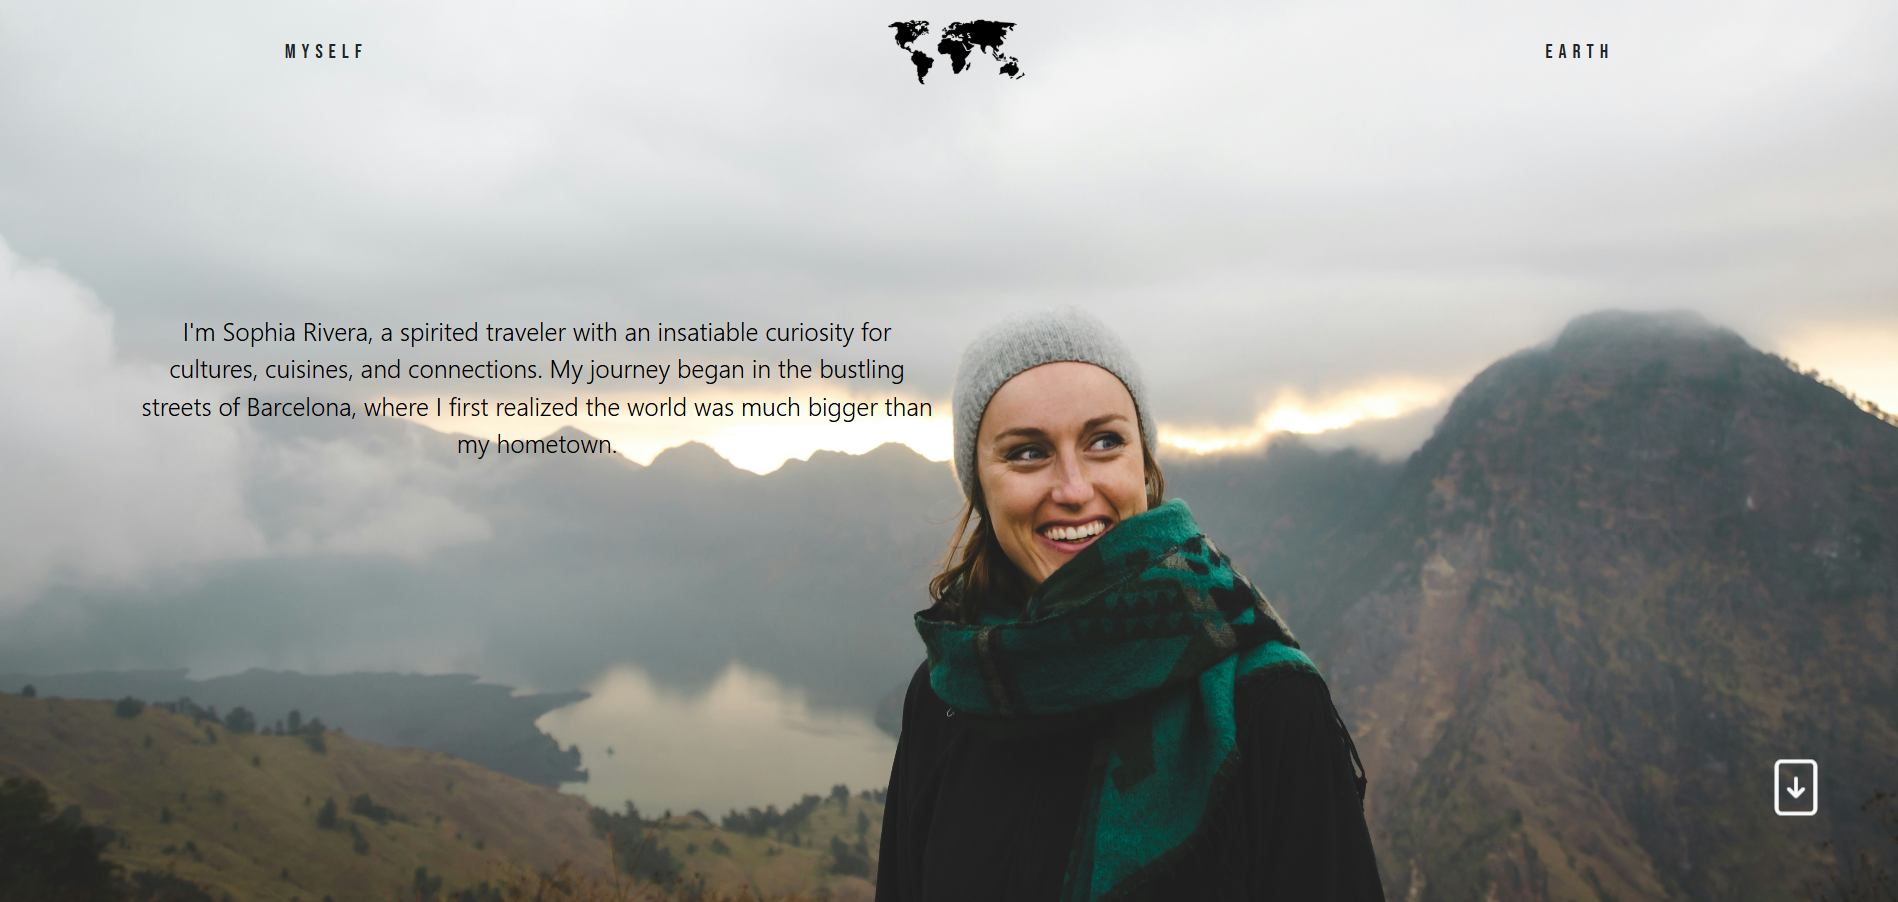 MYSELF
EARTH
I'm Sophia Rivera, a spirited traveler with an insatiable curiosity for
cultures, cuisines, and connections. My journey began in the bustling
streets of Barcelona, where I first realized the world was much bigger than
my hometown.